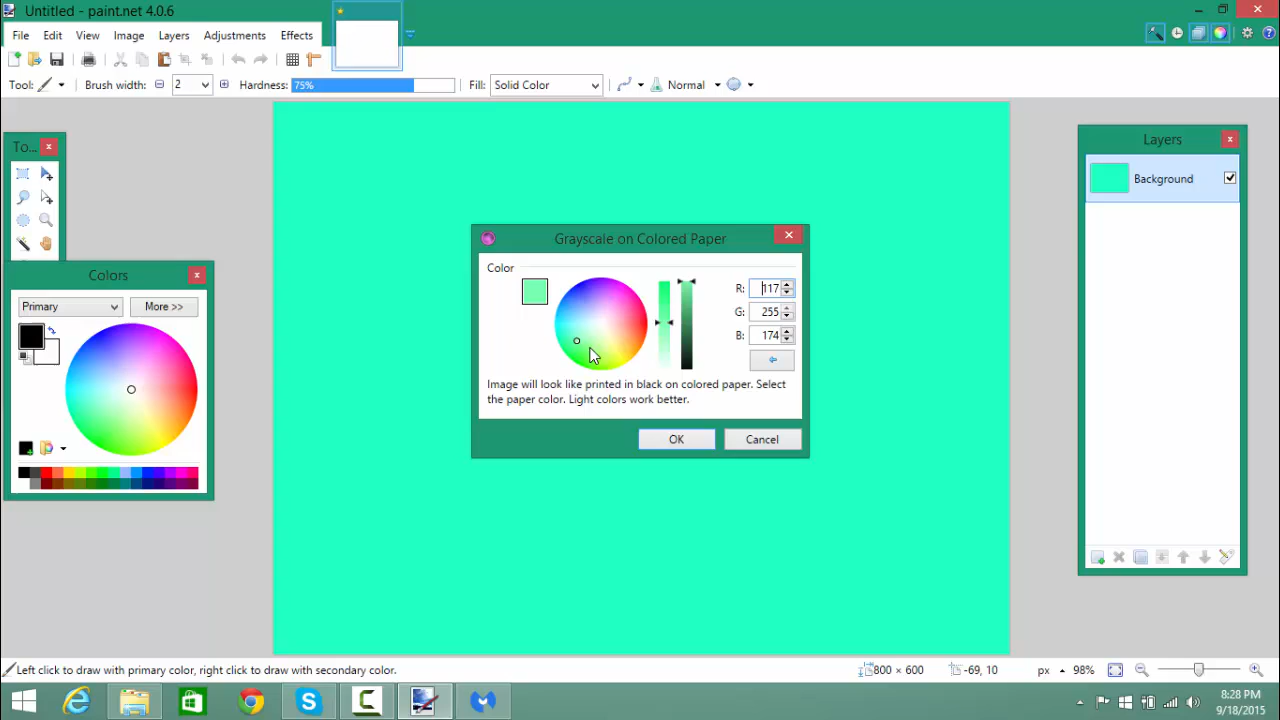 Untitled - paint.net 4.0.6
File Edit View Image Layers Adjustments Effects
Tool: Brush width: 2 Hardness: 75% Fill: Solid Color Normal
To...
Layers
Background
Colors
Primary More >>
Grayscale on Colored Paper
Color
R: 117
G: 255
B: 174
Image will look like printed in black on colored paper. Select
the paper color. Light colors work better.
OK Cancel
Left click to draw with primary color, right click to draw with secondary color. 800 × 600 -69, 10 px 98%
8:28 PM
9/18/2015